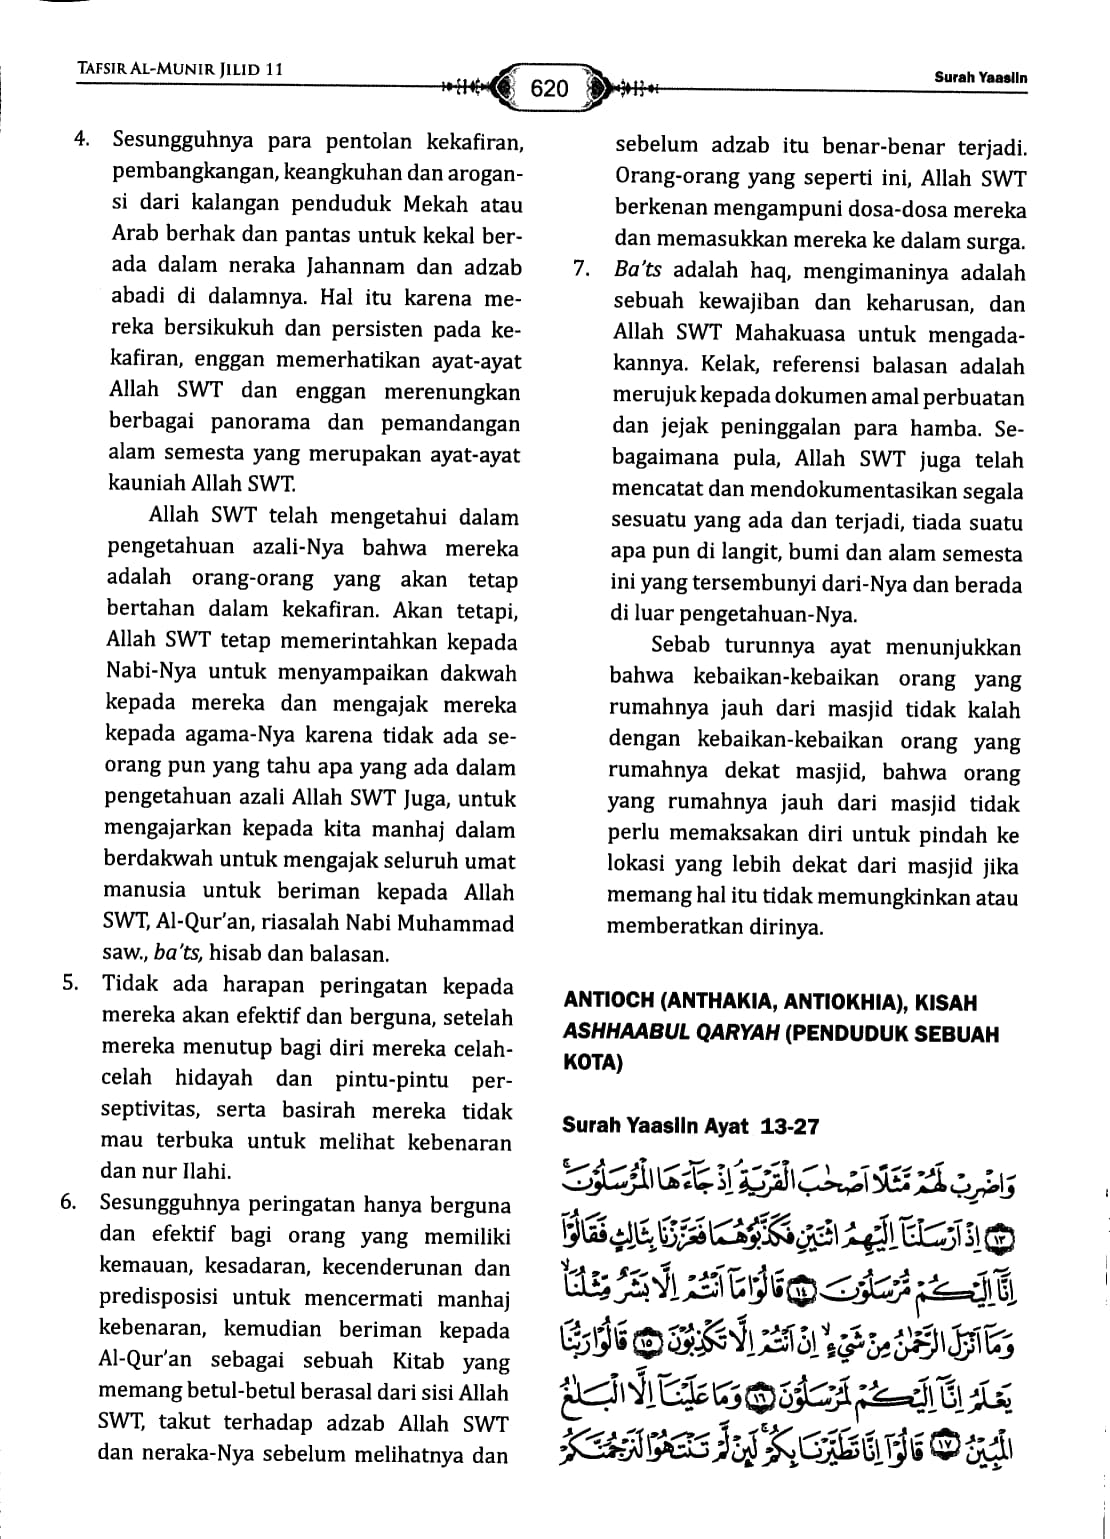 TAFSIR AL-MUNIR JILID 11
620
Surah Yaasiin
4. Sesungguhnya para pentolan kekafiran,
pembangkangan, keangkuhan dan arogan-
si dari kalangan penduduk Mekah atau
Arab berhak dan pantas untuk kekal ber-
ada dalam neraka Jahannam dan adzab
abadi di dalamnya. Hal itu karena me-
reka bersikukuh dan persisten pada ke-
kafiran, enggan memerhatikan ayat-ayat
Allah SWT dan enggan merenungkan
berbagai panorama dan pemandangan
alam semesta yang merupakan ayat-ayat
kauniah Allah SWT.
Allah SWT telah mengetahui dalam
pengetahuan azali-Nya bahwa mereka
adalah orang-orang yang akan tetap
bertahan dalam kekafiran. Akan tetapi,
Allah SWT tetap memerintahkan kepada
Nabi-Nya untuk menyampaikan dakwah
kepada mereka dan mengajak mereka
kepada agama-Nya karena tidak ada se-
orang pun yang tahu apa yang ada dalam
pengetahuan azali Allah SWT Juga, untuk
mengajarkan kepada kita manhaj dalam
berdakwah untuk mengajak seluruh umat
manusia untuk beriman kepada Allah
SWT, Al-Qur'an, riasalah Nabi Muhammad
saw., ba'ts, hisab dan balasan.
5. Tidak ada harapan peringatan kepada
mereka akan efektif dan berguna, setelah
mereka menutup bagi diri mereka celah-
celah hidayah dan pintu-pintu per-
septivitas, serta basirah mereka tidak
mau terbuka untuk melihat kebenaran
dan nur Ilahi.
6. Sesungguhnya peringatan hanya berguna
dan efektif bagi orang yang memiliki
kemauan, kesadaran, kecenderunan dan
predisposisi untuk mencermati manhaj
kebenaran, kemudian beriman kepada
Al-Qur'an sebagai sebuah Kitab yang
memang betul-betul berasal dari sisi Allah
SWT, takut terhadap adzab Allah SWT
dan neraka-Nya sebelum melihatnya dan
sebelum adzab itu benar-benar terjadi.
Orang-orang yang seperti ini, Allah SWT
berkenan mengampuni dosa-dosa mereka
dan memasukkan mereka ke dalam surga.
7. Ba'ts adalah haq, mengimaninya adalah
sebuah kewajiban dan keharusan, dan
Allah SWT Mahakuasa untuk mengada-
kannya. Kelak, referensi balasan adalah
merujuk kepada dokumen amal perbuatan
dan jejak peninggalan para hamba. Se-
bagaimana pula, Allah SWT juga telah
mencatat dan mendokumentasikan segala
sesuatu yang ada dan terjadi, tiada suatu
apa pun di langit, bumi dan alam semesta
ini yang tersembunyi dari-Nya dan berada
di luar pengetahuan-Nya.
Sebab turunnya ayat menunjukkan
bahwa kebaikan-kebaikan orang yang
rumahnya jauh dari masjid tidak kalah
dengan kebaikan-kebaikan orang yang
rumahnya dekat masjid, bahwa orang
yang rumahnya jauh dari masjid tidak
perlu memaksakan diri untuk pindah ke
lokasi yang lebih dekat dari masjid jika
memang hal itu tidak memungkinkan atau
memberatkan dirinya.
ANTIOCH (ANTHAKIA, ANTIOKHIA), KISAH
ASHHAABUL QARYAH (PENDUDUK SEBUAH
KOTA)
Surah Yaasiin Ayat 13-27
وَاضْرِبْ لَهُمْ مَّثَلًا اَصْحٰبَ الْقَرْيَةِۘ اِذْ جَاۤءَهَا الْمُرْسَلُوْنَۚ
١٣ اِذْ اَرْسَلْنَآ اِلَيْهِمُ اثْنَيْنِ فَكَذَّبُوْهُمَا فَعَزَّزْنَا بِثَالِثٍ فَقَالُوْٓا
اِنَّآ اِلَيْكُمْ مُّرْسَلُوْنَ ١٤ قَالُوْا مَآ اَنْتُمْ اِلَّا بَشَرٌ مِّثْلُنَاۙ
وَمَآ اَنْزَلَ الرَّحْمٰنُ مِنْ شَيْءٍۙ اِنْ اَنْتُمْ اِلَّا تَكْذِبُوْنَ ١٥ قَالُوْا رَبُّنَا
يَعْلَمُ اِنَّآ اِلَيْكُمْ لَمُرْسَلُوْنَ ١٦ وَمَا عَلَيْنَآ اِلَّا الْبَلٰغُ
الْمُبِيْنُ ١٧ قَالُوْٓا اِنَّا تَطَيَّرْنَا بِكُمْۚ لَىِٕنْ لَّمْ تَنْتَهُوْا لَنَرْجُمَنَّكُمْ